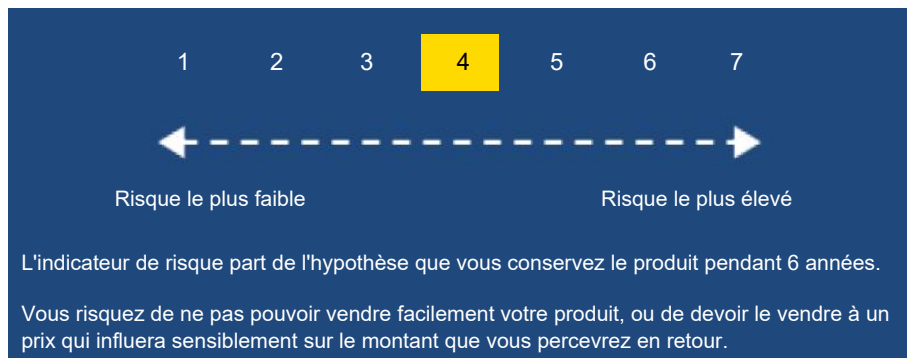 1 2 3 4 5 6 7
Risque le plus faible Risque le plus élevé
L'indicateur de risque part de l'hypothèse que vous conservez le produit pendant 6 années.
Vous risquez de ne pas pouvoir vendre facilement votre produit, ou de devoir le vendre à un
prix qui influera sensiblement sur le montant que vous percevrez en retour.